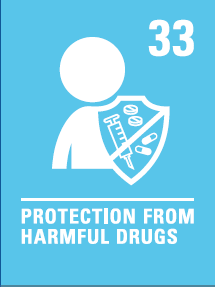 33
PROTECTION FROM
HARMFUL DRUGS